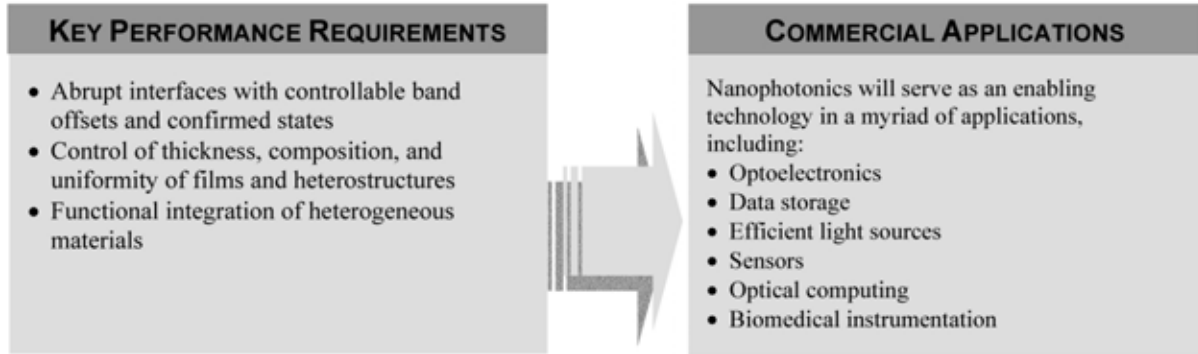 KEY PERFORMANCE REQUIREMENTS
• Abrupt interfaces with controllable band
offsets and confirmed states
• Control of thickness, composition, and
uniformity of films and heterostructures
• Functional integration of heterogeneous
materials
COMMERCIAL APPLICATIONS
Nanophotonics will serve as an enabling
technology in a myriad of applications,
including:
• Optoelectronics
• Data storage
• Efficient light sources
• Sensors
• Optical computing
• Biomedical instrumentation